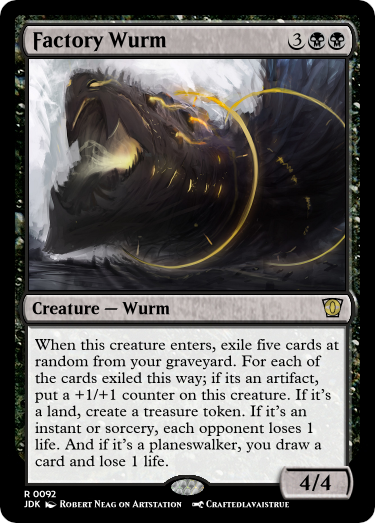 Factory Wurm 3
Creature — Wurm
When this creature enters, exile five cards at
random from your graveyard. For each of
the cards exiled this way; if its an artifact,
put a +1/+1 counter on this creature. If it's
a land, create a treasure token. If it's an
instant or sorcery, each opponent loses 1
life. And if it's a planeswalker, you draw a
card and lose 1 life.
4/4
R 0092
JDK Robert Neag on Artstation Craftedlavaistrue